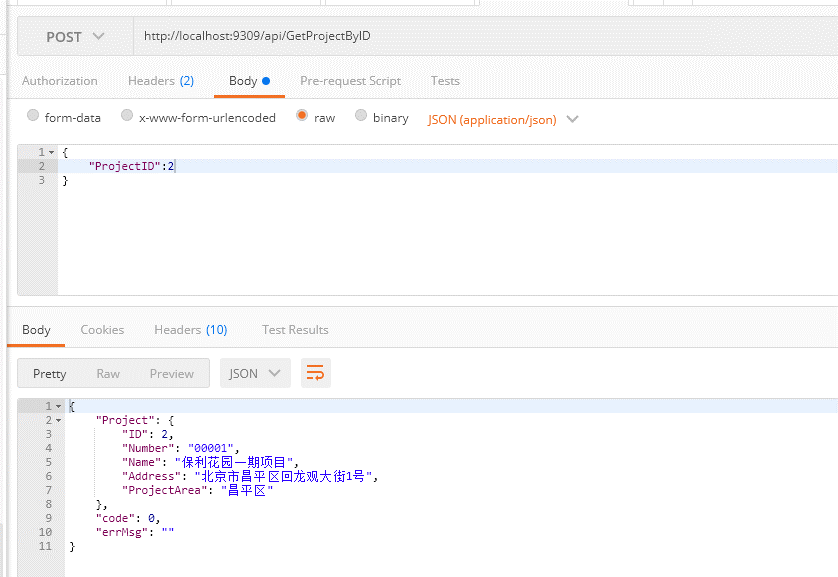 POST http://localhost:9309/api/GetProjectByID
Authorization Headers (2) Body Pre-request Script Tests
form-data x-www-form-urlencoded raw binary JSON (application/json)
1 {
2 "ProjectID":2
3 }
Body Cookies Headers (10) Test Results
Pretty Raw Preview JSON
1 {
2 "Project": {
3 "ID": 2,
4 "Number": "00001",
5 "Name": "保利花园一期项目",
6 "Address": "北京市昌平区回龙观大街1号",
7 "ProjectArea": "昌平区"
8 },
9 "code": 0,
10 "errMsg": ""
11 }